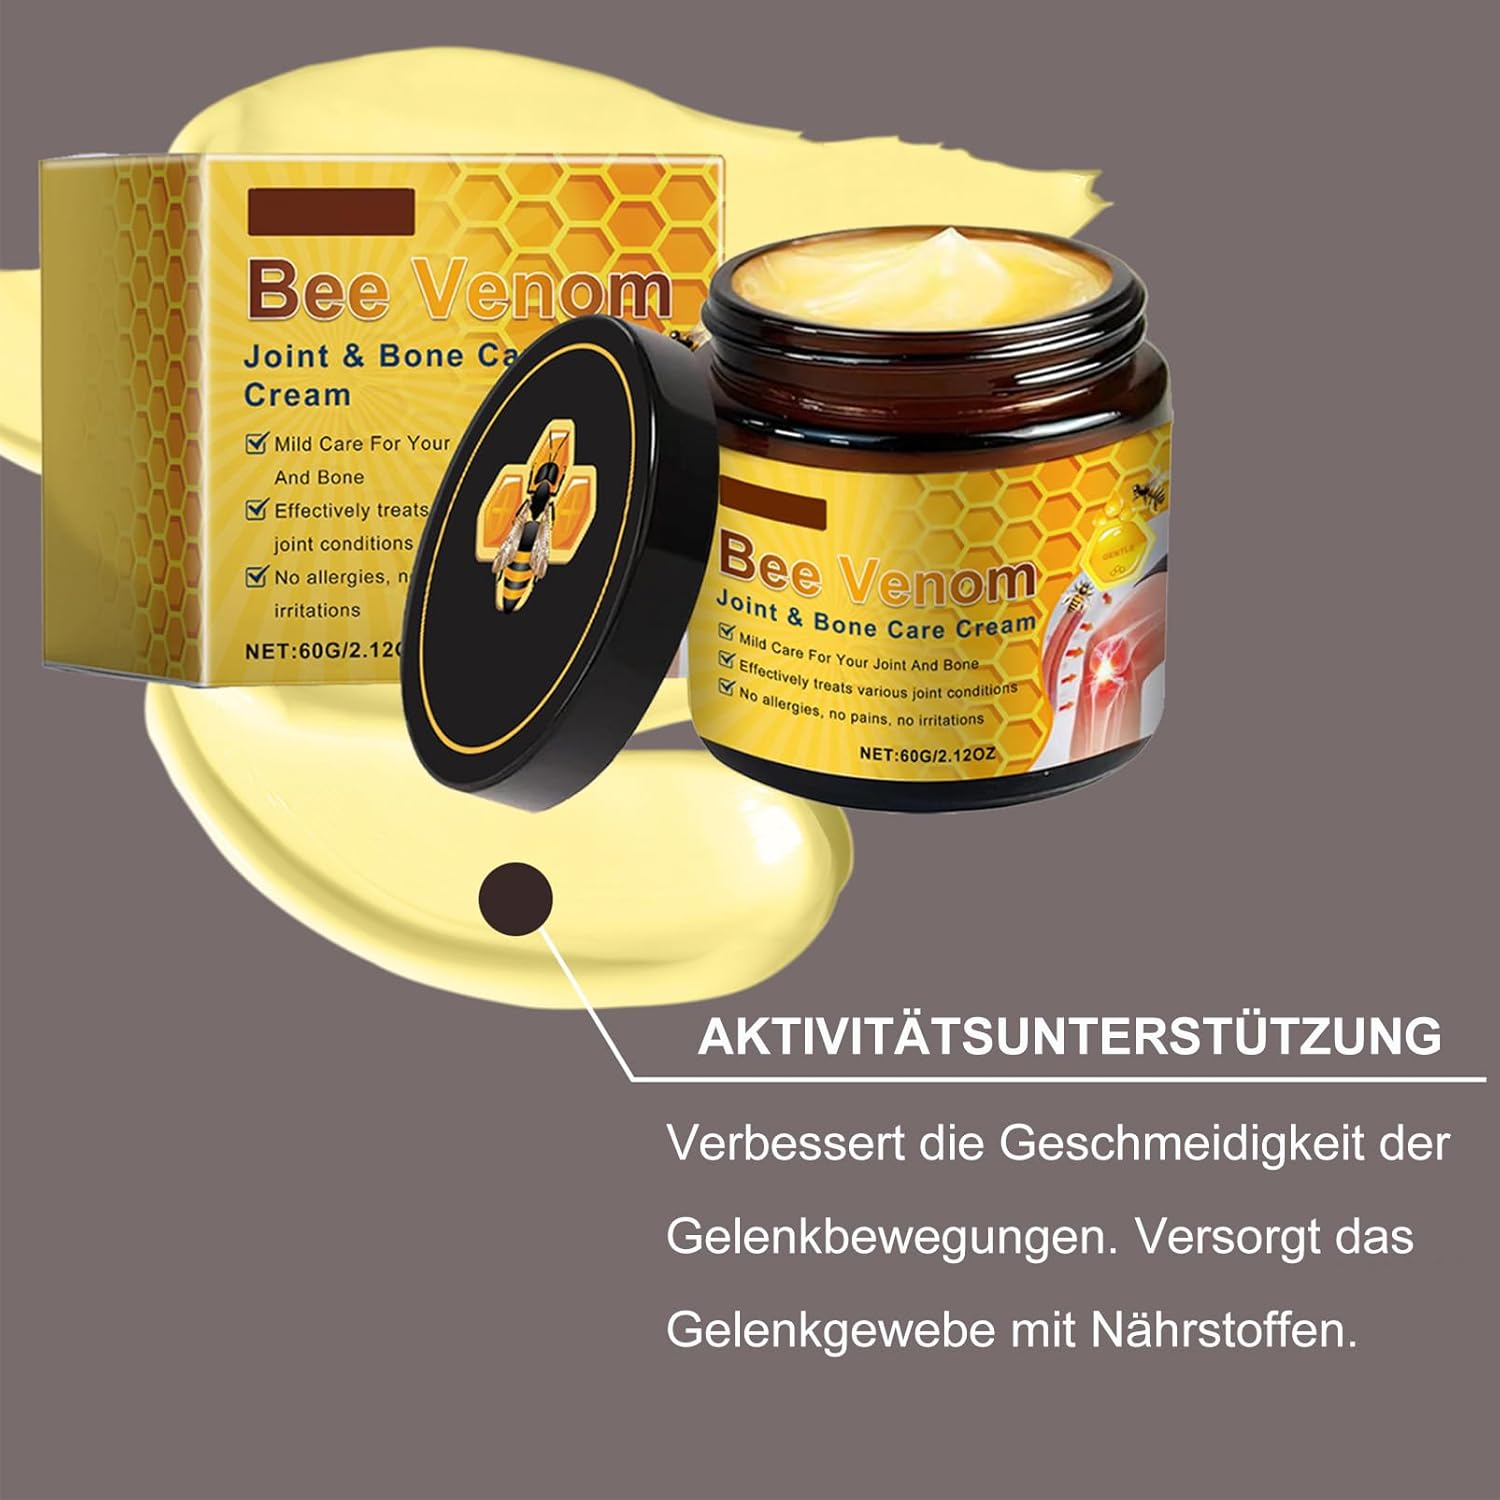 Bee Venom
Joint & Bone Ca
Cream
Mild Care For Your
And Bone
Effectively treats
joint conditions
No allergies, n
irritations
NET:60G/2.12
GENTLE
Bee Venom
Joint & Bone Care Cream
Mild Care For Your Joint And Bone
Effectively treats various joint conditions
No allergies, no pains, no irritations
NET:60G/2.12OZ
AKTIVITÄTSUNTERSTÜTZUNG
Verbessert die Geschmeidigkeit der
Gelenkbewegungen. Versorgt das
Gelenkgewebe mit Nährstoffen.